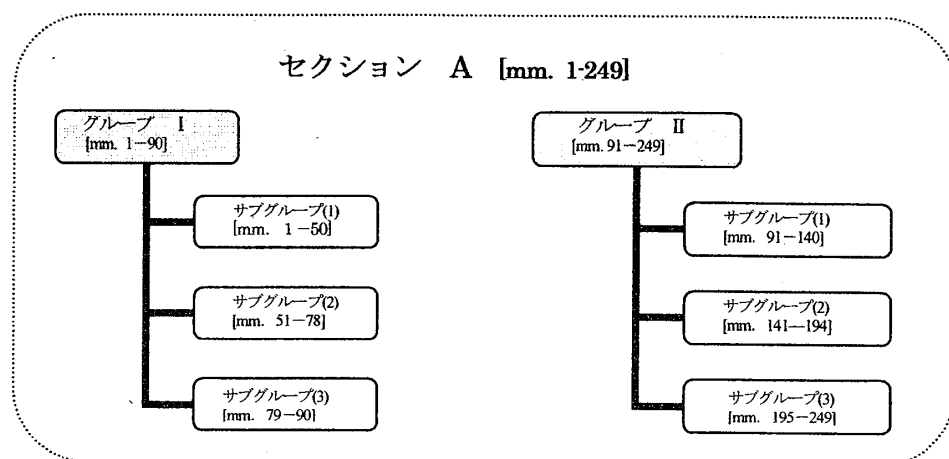 セクション A [mm. 1-249]
グループ I
[mm. 1－90]
サブグループ(1)
[mm. 1－50]
サブグループ(2)
[mm. 51－78]
サブグループ(3)
[mm. 79－90]
グループ II
[mm. 91－249]
サブグループ(1)
[mm. 91－140]
サブグループ(2)
[mm. 141―194]
サブグループ(3)
[mm. 195－249]